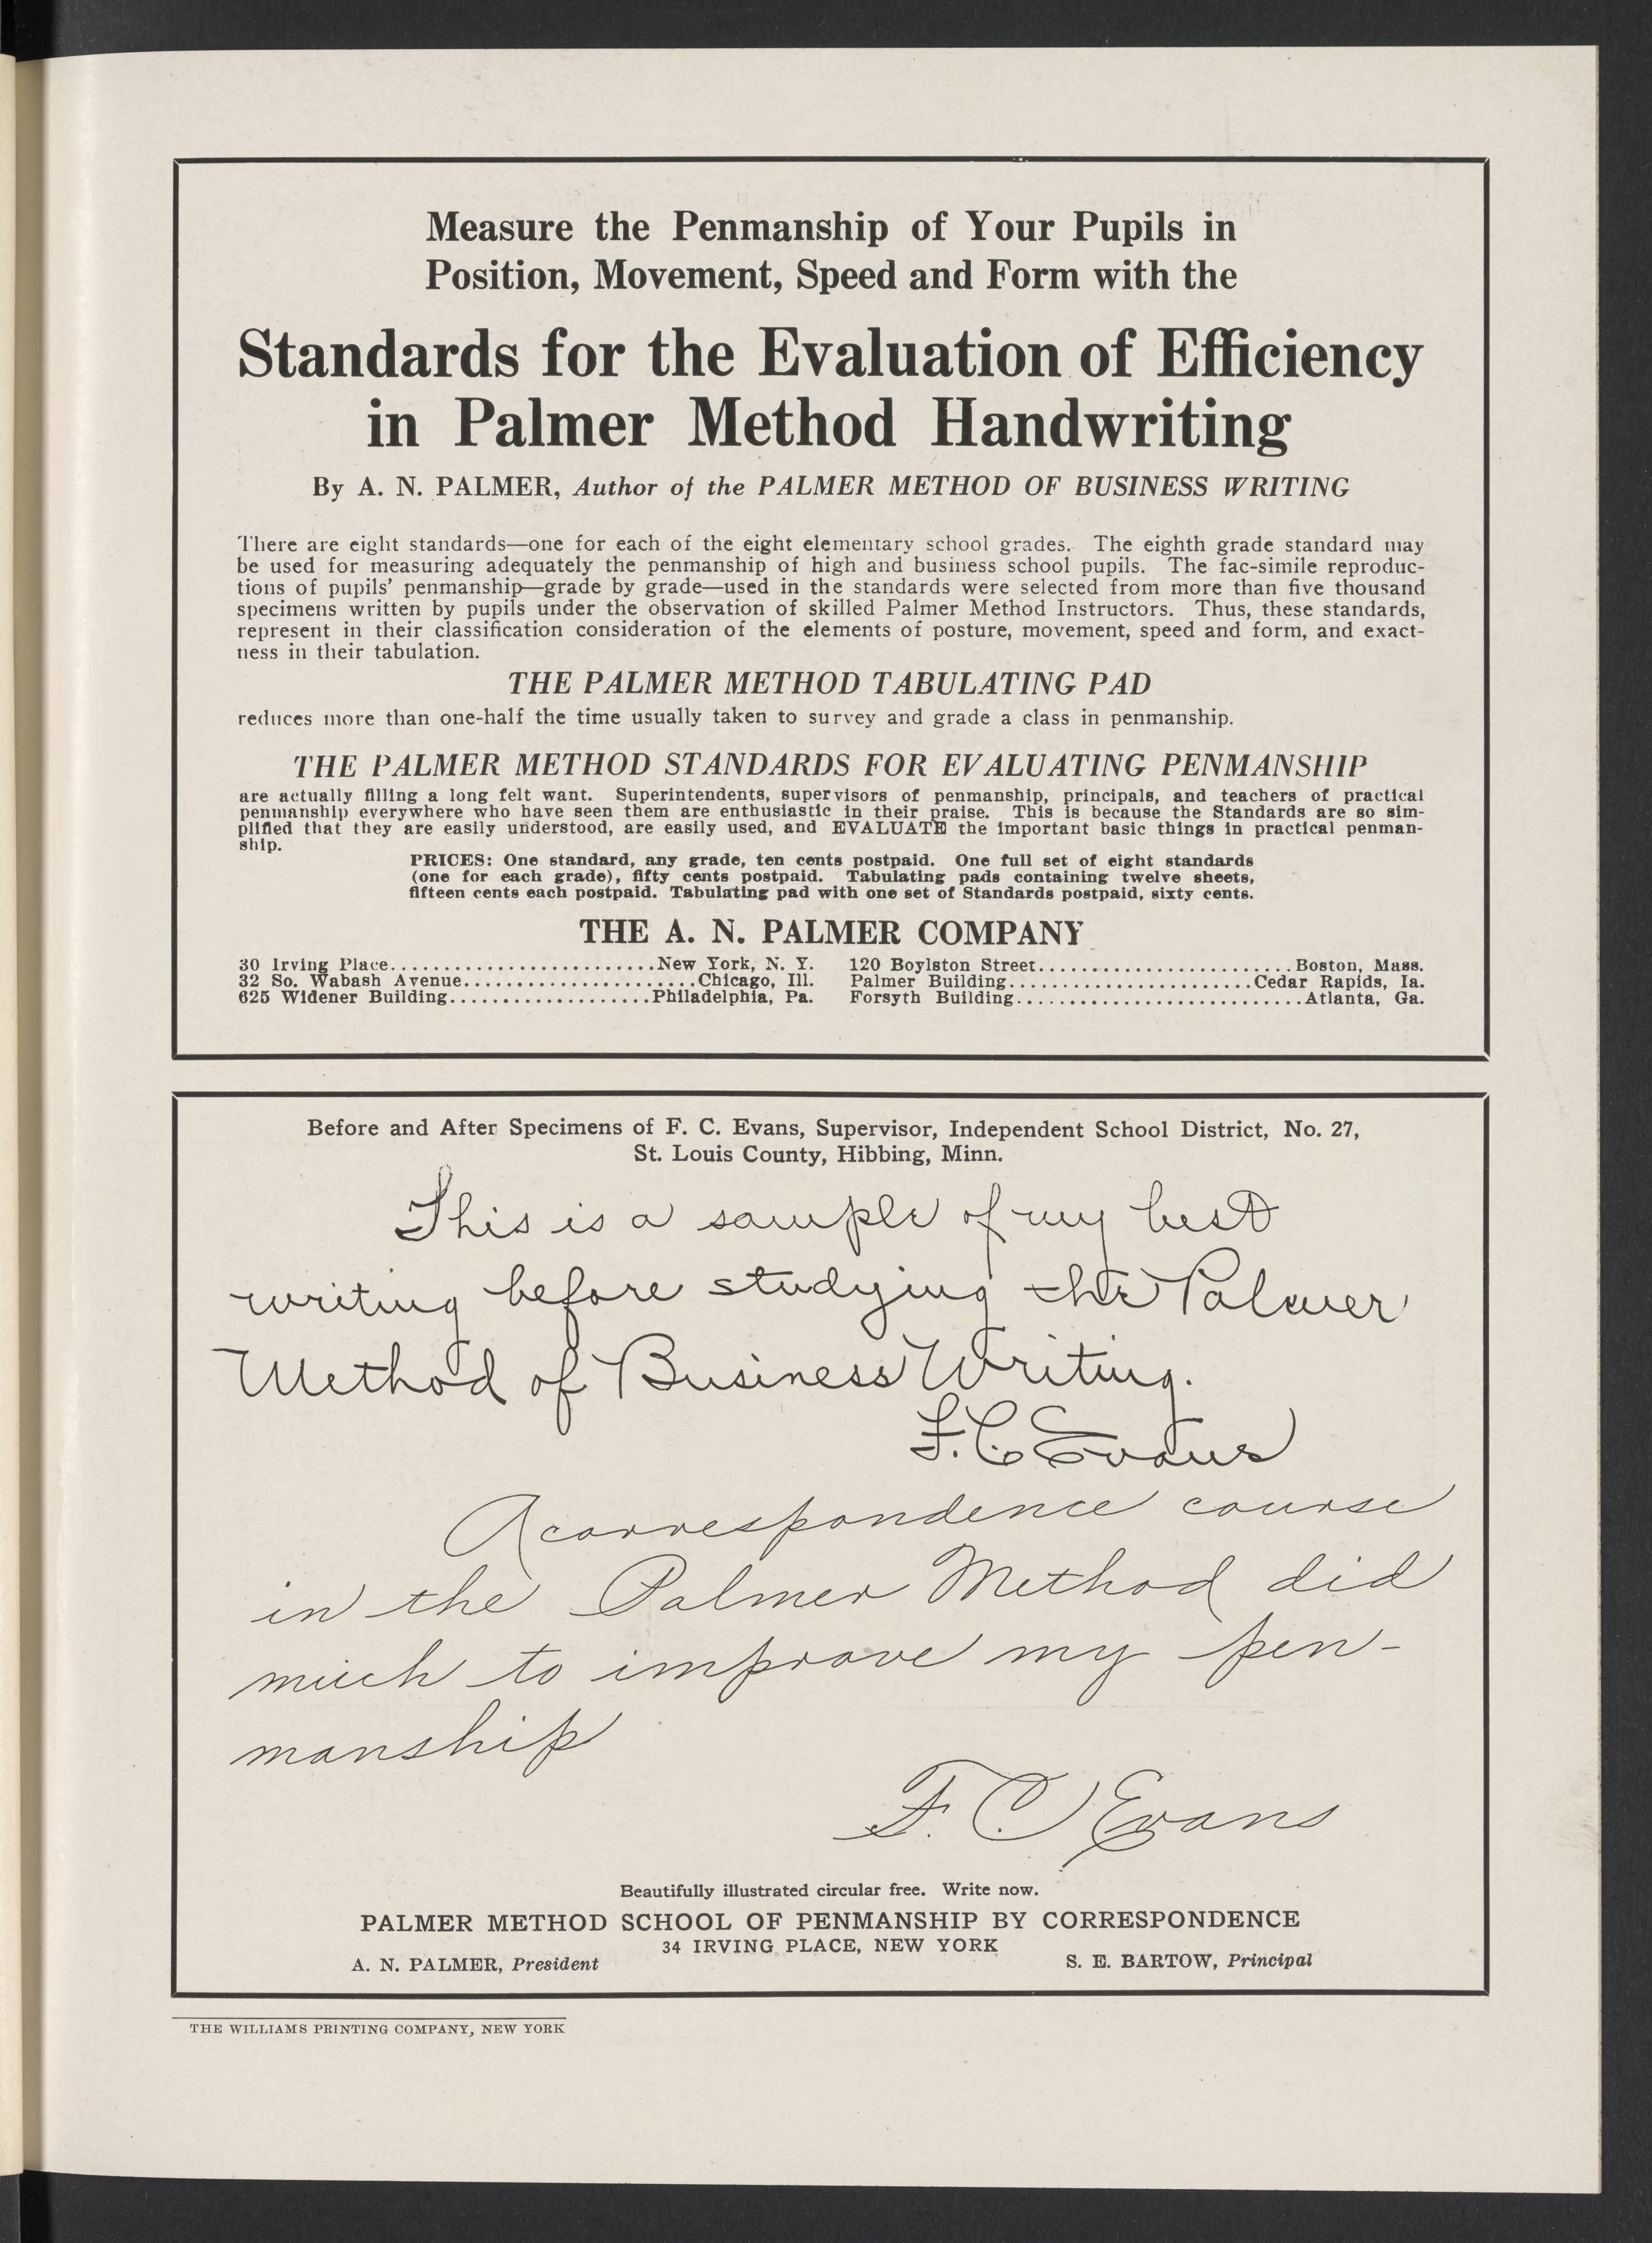 Measure the Penmanship of Your Pupils in
Position, Movement, Speed and Form with the
Standards for the Evaluation of Efficiency
in Palmer Method Handwriting
By A. N. PALMER, Author of the PALMER METHOD OF BUSINESS WRITING
There are eight standards—one for each of the eight elementary school grades. The eighth grade standard may
be used for measuring adequately the penmanship of high and business school pupils. The fac-simile reproduc-
tions of pupils' penmanship—grade by grade—used in the standards were selected from more than five thousand
specimens written by pupils under the observation of skilled Palmer Method Instructors. Thus, these standards,
represent in their classification consideration of the elements of posture, movement, speed and form, and exact-
ness in their tabulation.
THE PALMER METHOD TABULATING PAD
reduces more than one-half the time usually taken to survey and grade a class in penmanship.
THE PALMER METHOD STANDARDS FOR EVALUATING PENMANSHIP
are actually filling a long felt want. Superintendents, supervisors of penmanship, principals, and teachers of practical
penmanship everywhere who have seen them are enthusiastic in their praise. This is because the Standards are so sim-
plified that they are easily understood, are easily used, and EVALUATE the important basic things in practical penman-
ship.
PRICES: One standard, any grade, ten cents postpaid. One full set of eight standards
(one for each grade), fifty cents postpaid. Tabulating pads containing twelve sheets,
fifteen cents each postpaid. Tabulating pad with one set of Standards postpaid, sixty cents.
THE A. N. PALMER COMPANY
30 Irving Place.........................New York, N. Y. 120 Boylston Street........................Boston, Mass.
32 So. Wabash Avenue......................Chicago, Ill. Palmer Building.......................Cedar Rapids, Ia.
625 Widener Building...................Philadelphia, Pa. Forsyth Building...........................Atlanta, Ga.
Before and After Specimens of F. C. Evans, Supervisor, Independent School District, No. 27,
St. Louis County, Hibbing, Minn.
This is a sample of my best
writing before studying the Palmer
Method of Business Writing.
F. C. Evans
A correspondence course
in the Palmer Method did
much to improve my pen-
manship
F. C. Evans
Beautifully illustrated circular free. Write now.
PALMER METHOD SCHOOL OF PENMANSHIP BY CORRESPONDENCE
34 IRVING PLACE, NEW YORK
A. N. PALMER, President S. E. BARTOW, Principal
THE WILLIAMS PRINTING COMPANY, NEW YORK